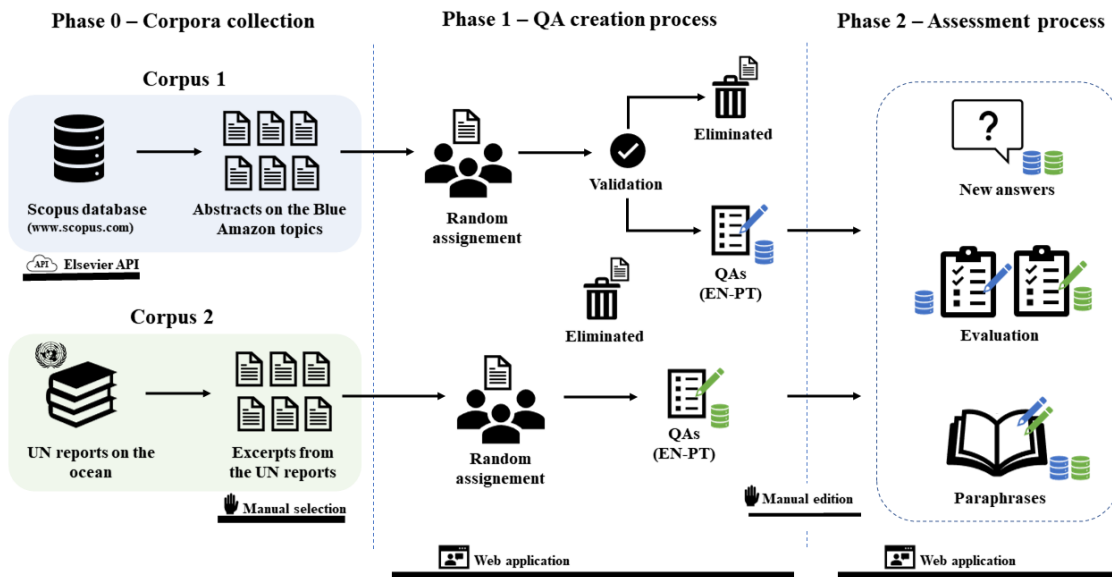 Phase 0 – Corpora collection
Phase 1 – QA creation process
Phase 2 – Assessment process
Corpus 1
Scopus database
(www.scopus.com)
Abstracts on the Blue
Amazon topics
API
Elsevier API
Random
assignement
Validation
Eliminated
QAs
(EN-PT)
?
New answers
Evaluation
Paraphrases
Corpus 2
UN reports on the
ocean
Excerpts from
the UN reports
Manual selection
Eliminated
Random
assignement
QAs
(EN-PT)
Manual edition
Web application
Web application